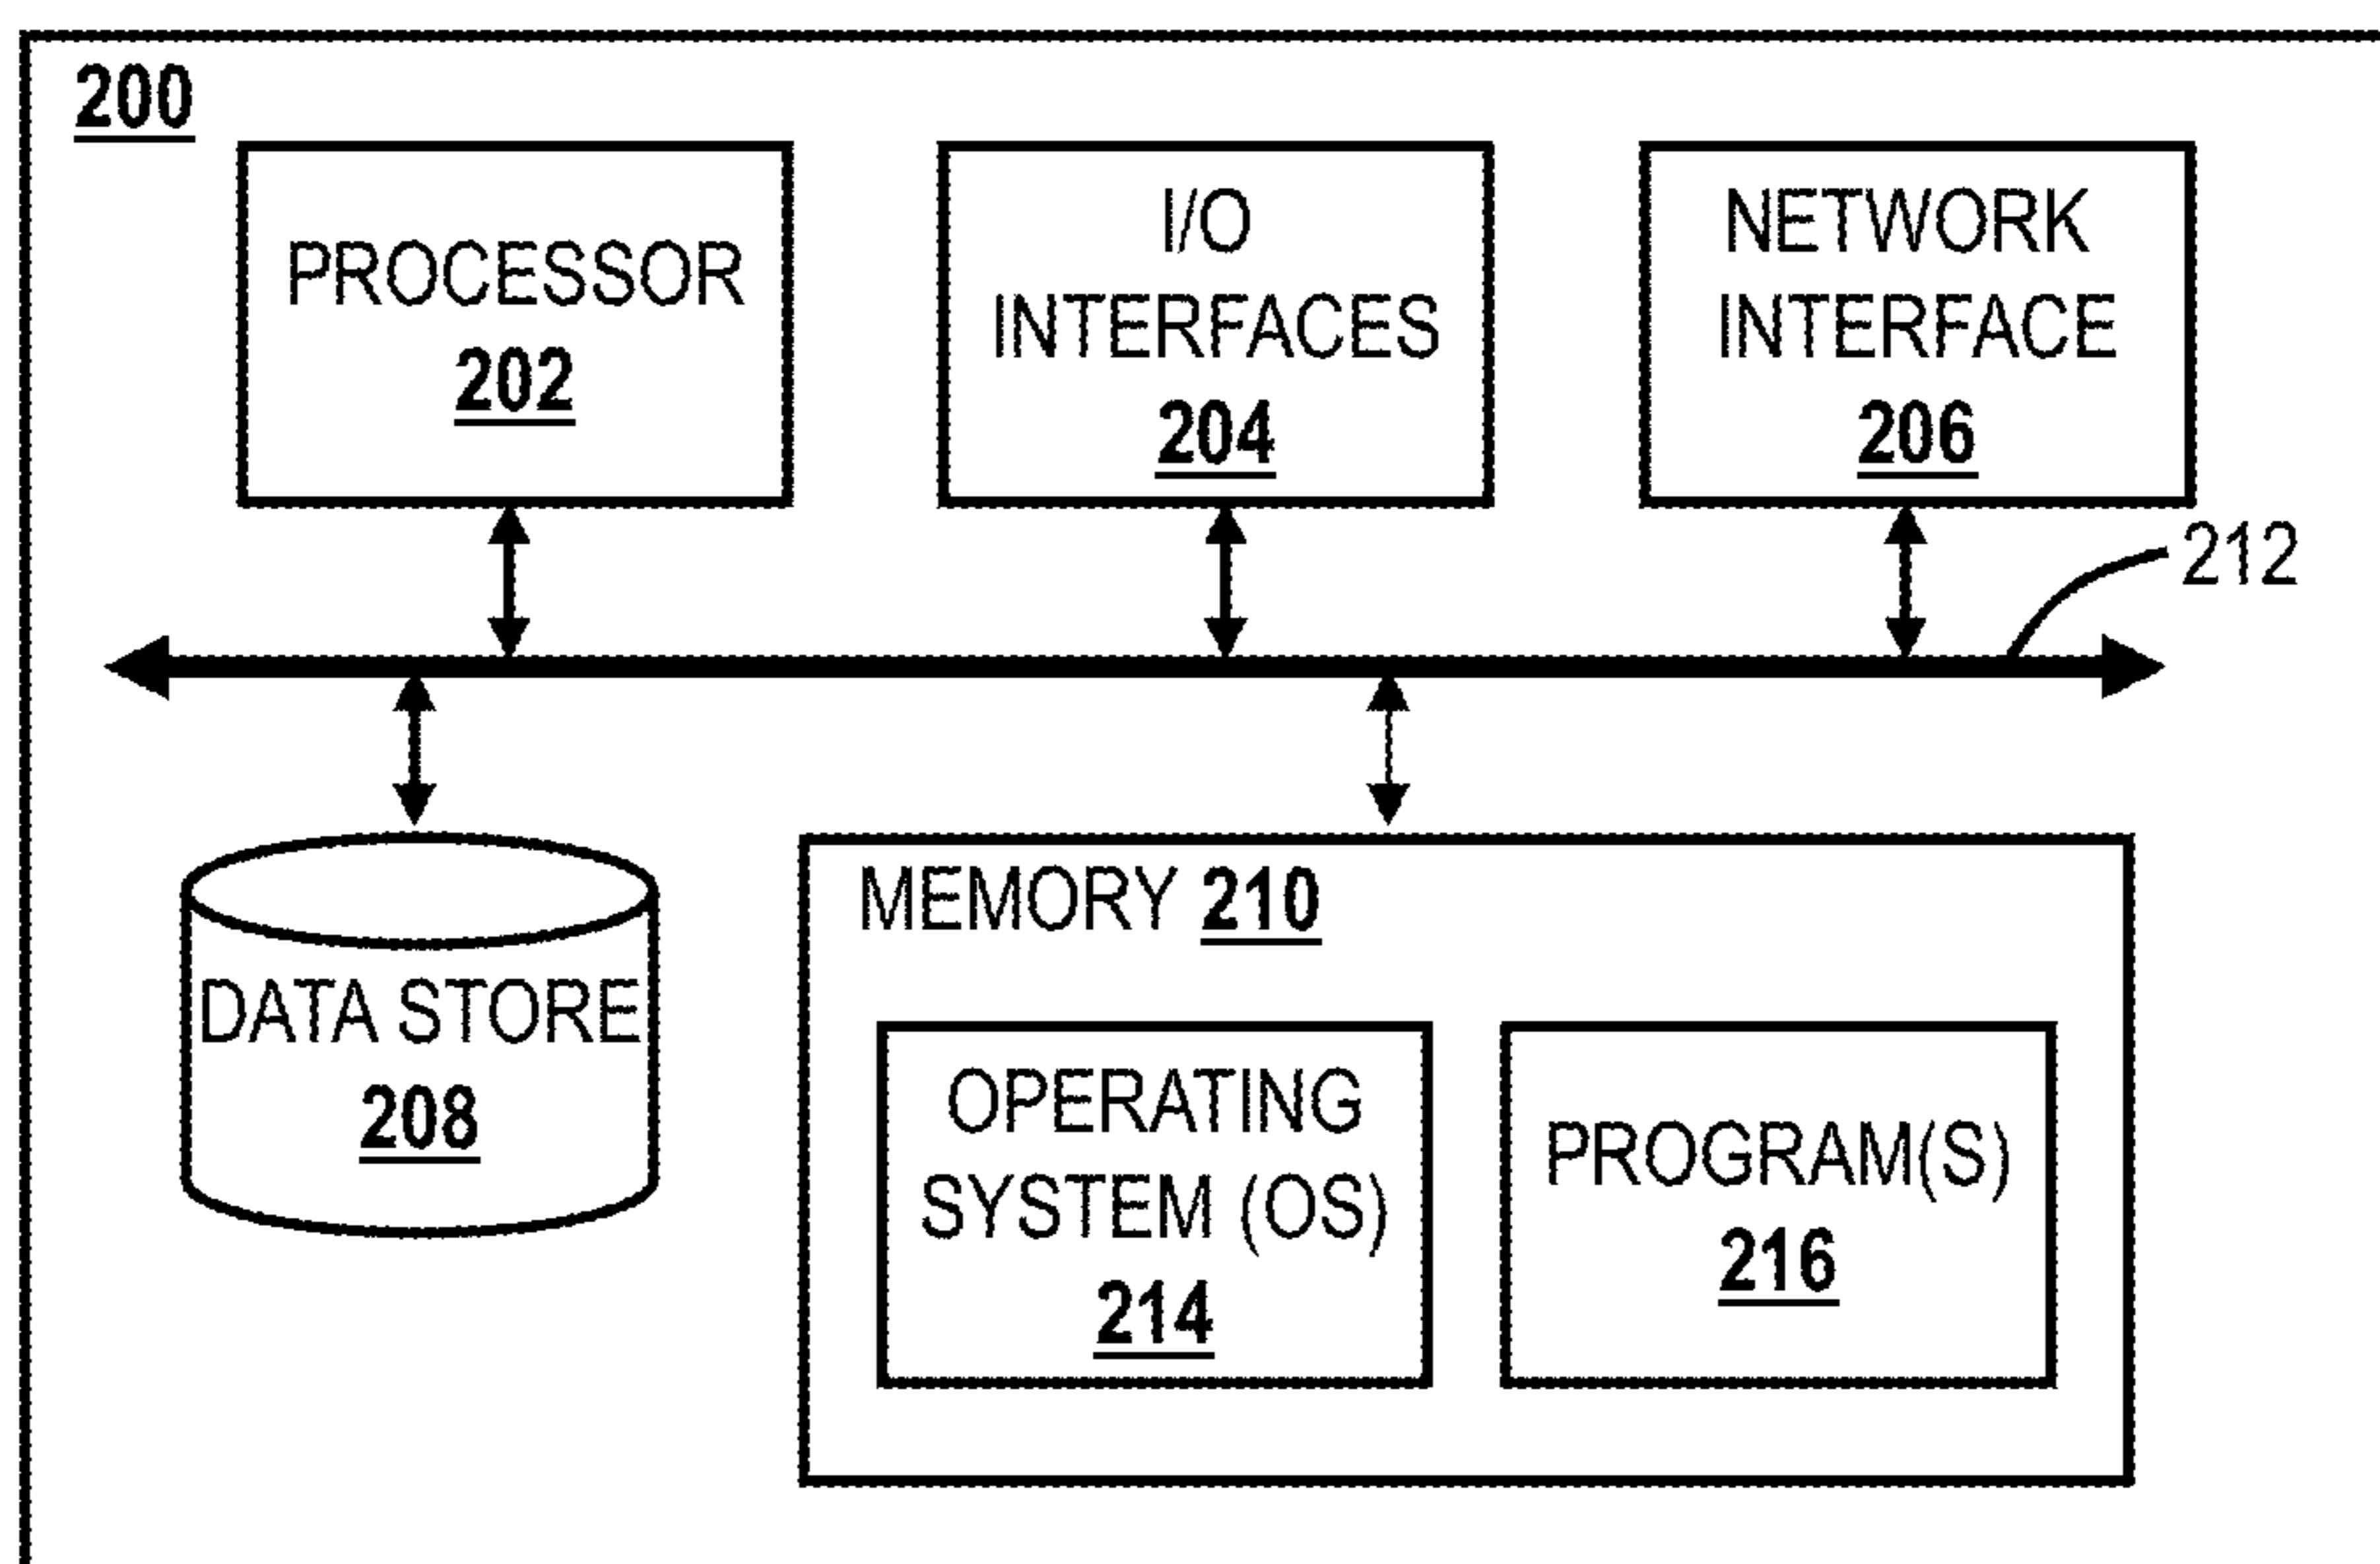 200
PROCESSOR
202
I/O
INTERFACES
204
NETWORK
INTERFACE
206
212
DATA STORE
208
MEMORY 210
OPERATING
SYSTEM (OS)
214
PROGRAM(S)
216